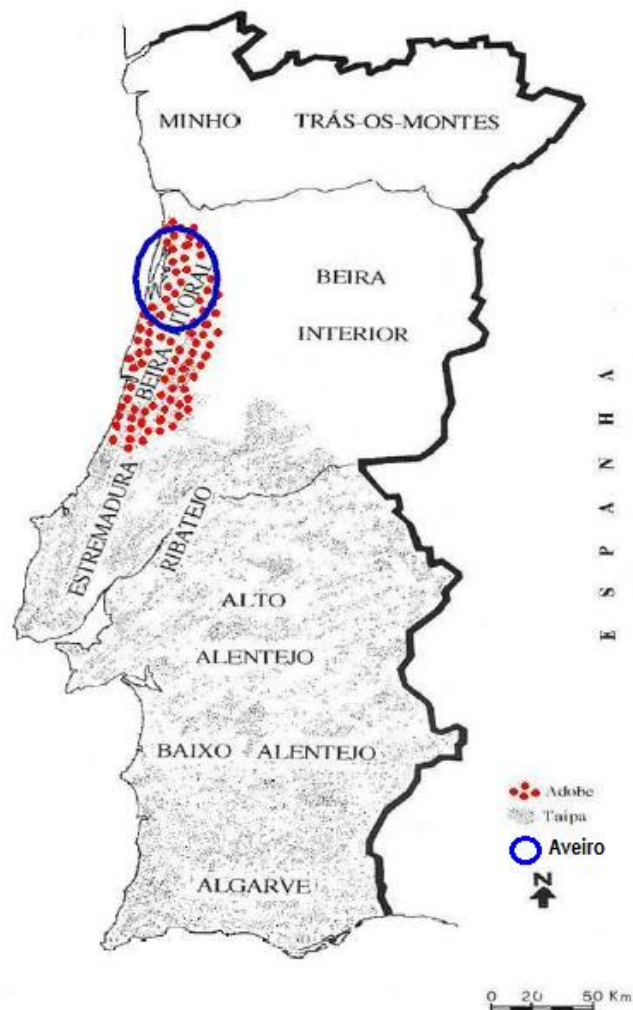 MINHO TRÁS-OS-MONTES
BEIRA
INTERIOR
BEIRA LITORAL
ESPANHA
ESTREMADURA
RIBATEJO
ALTO
ALENTEJO
BAIXO ALENTEJO
ALGARVE
Adobe
Taipa
Aveiro
N
0 20 50 Km